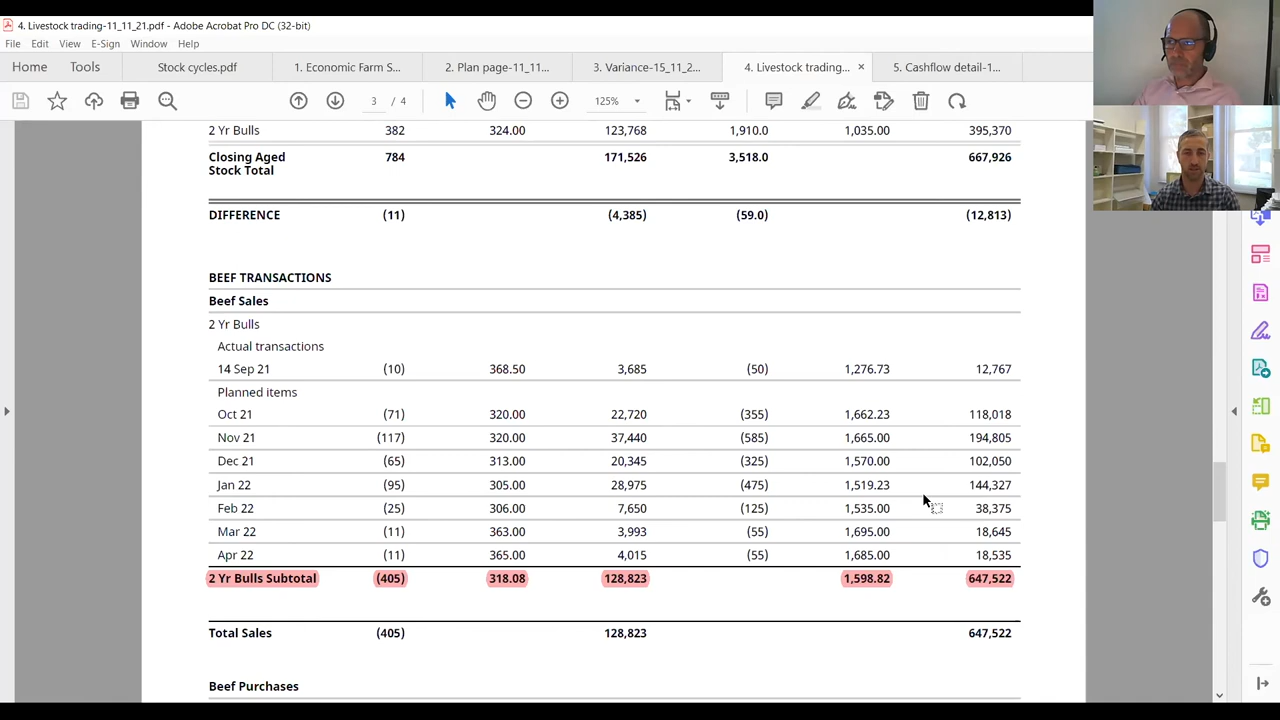 4. Livestock trading-11_11_21.pdf - Adobe Acrobat Pro DC (32-bit)
File Edit View E-Sign Window Help
Home Tools Stock cycles.pdf 1. Economic Farm S... 2. Plan page-11_11... 3. Variance-15_11_2... 4. Livestock trading... × 5. Cashflow detail-1...
3 / 4 125%
2 Yr Bulls 382 324.00 123,768 1,910.0 1,035.00 395,370
Closing Aged 784 171,526 3,518.0 667,926
Stock Total
DIFFERENCE (11) (4,385) (59.0) (12,813)
BEEF TRANSACTIONS
Beef Sales
2 Yr Bulls
Actual transactions
14 Sep 21 (10) 368.50 3,685 (50) 1,276.73 12,767
Planned items
Oct 21 (71) 320.00 22,720 (355) 1,662.23 118,018
Nov 21 (117) 320.00 37,440 (585) 1,665.00 194,805
Dec 21 (65) 313.00 20,345 (325) 1,570.00 102,050
Jan 22 (95) 305.00 28,975 (475) 1,519.23 144,327
Feb 22 (25) 306.00 7,650 (125) 1,535.00 38,375
Mar 22 (11) 363.00 3,993 (55) 1,695.00 18,645
Apr 22 (11) 365.00 4,015 (55) 1,685.00 18,535
2 Yr Bulls Subtotal (405) 318.08 128,823 1,598.82 647,522
Total Sales (405) 128,823 647,522
Beef Purchases